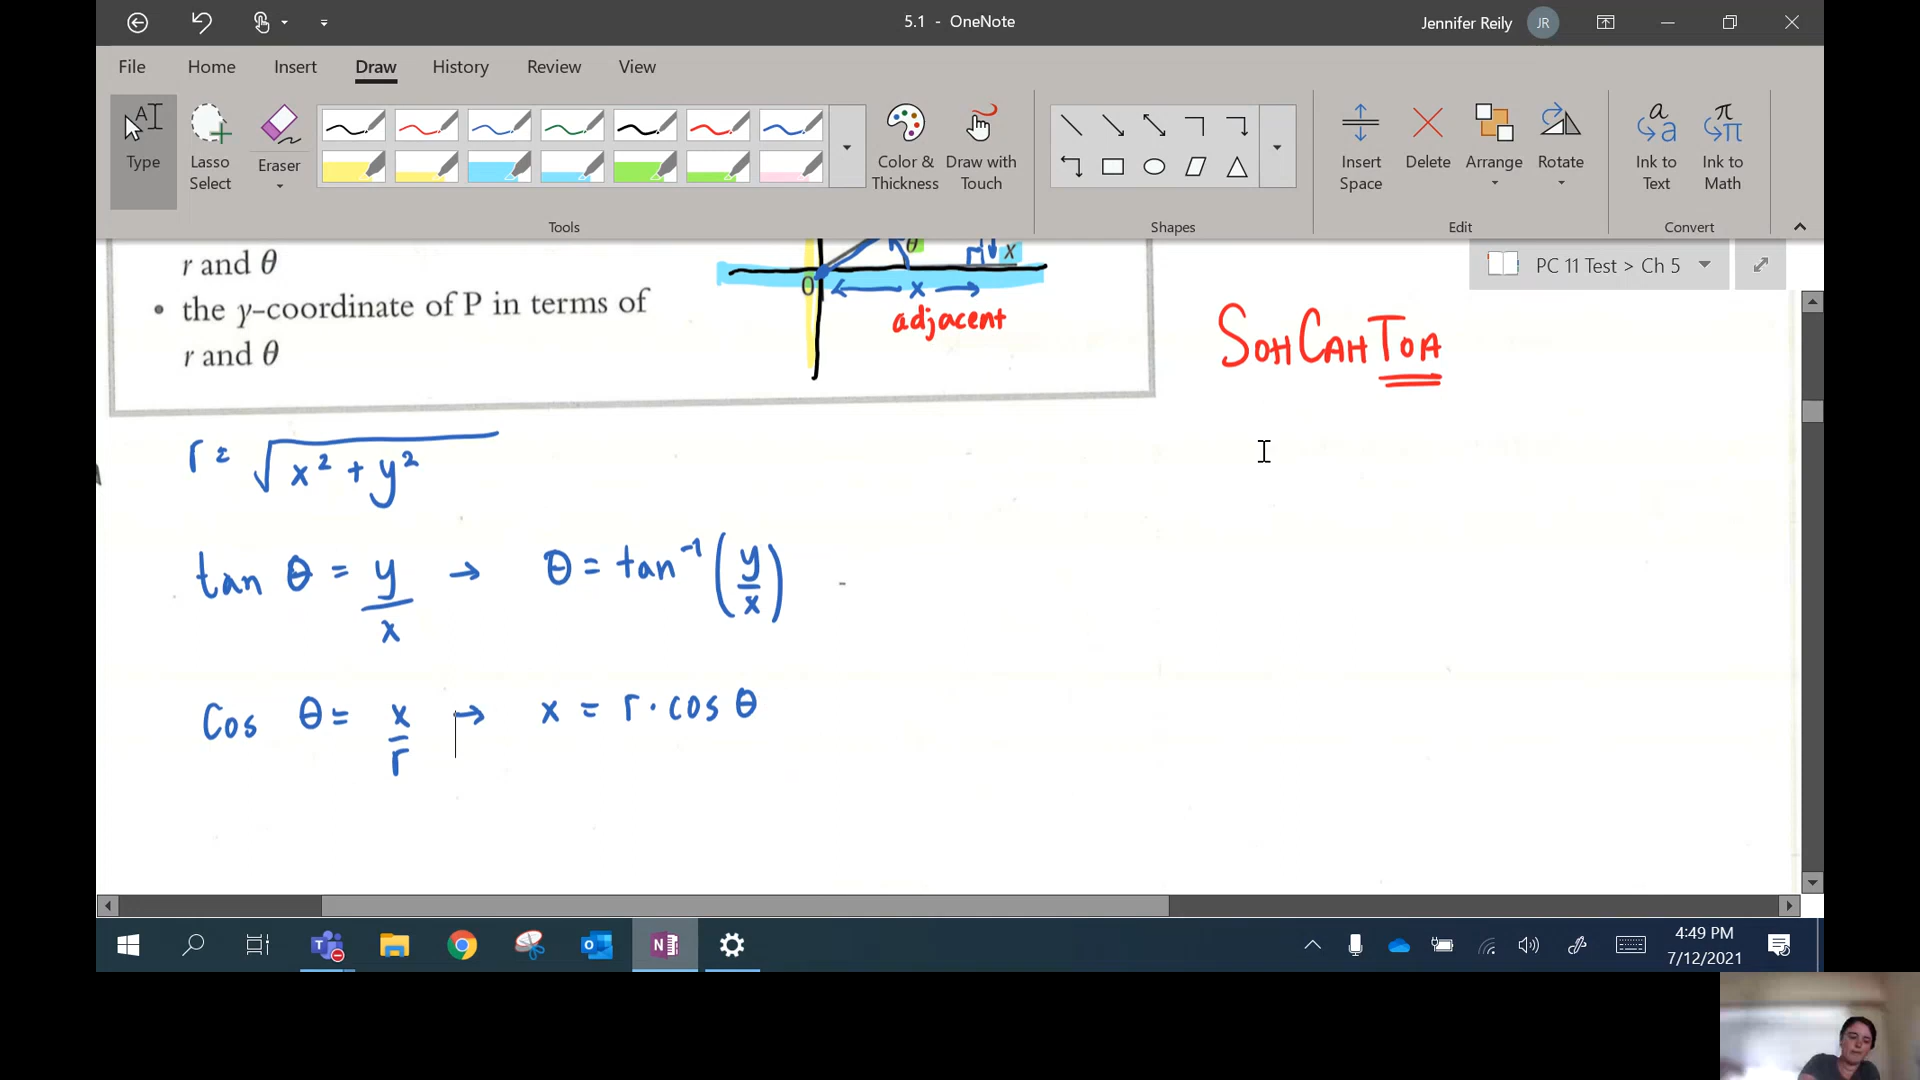 5.1 - OneNote
Jennifer Reily JR
File Home Insert Draw History Review View
Type
Lasso Select
Eraser
Color & Thickness
Draw with Touch
Insert Space
Delete
Arrange
Rotate
Ink to Text
Ink to Math
Tools Shapes Edit Convert
PC 11 Test > Ch 5
r and θ
• the y-coordinate of P in terms of
r and θ
θ
x
0
x
adjacent
SOH CAH TOA
r = √x² + y²
tan θ = y/x → θ = tan⁻¹ (y/x)
cos θ = x/r → x = r · cos θ
4:49 PM
7/12/2021